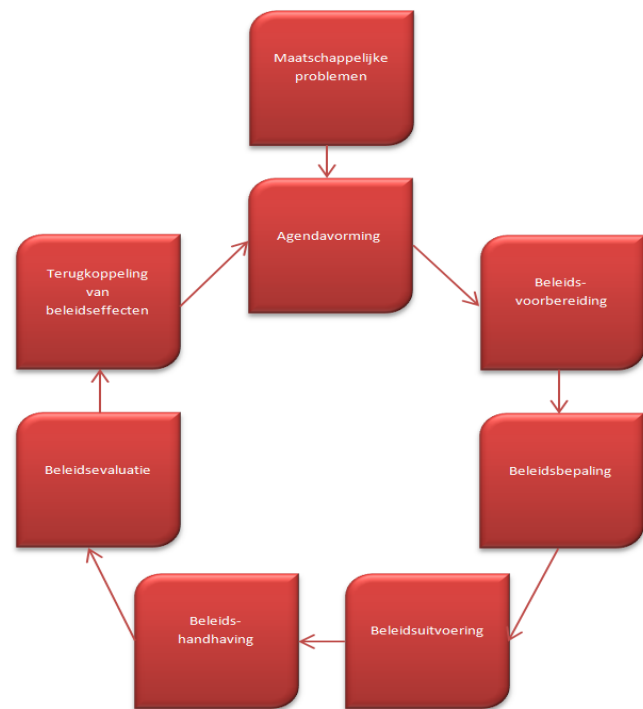 Maatschappelijke
problemen
Agendavorming
Beleids-
voorbereiding
Beleidsbepaling
Beleidsuitvoering
Beleids-
handhaving
Beleidsevaluatie
Terugkoppeling
van
beleidseffecten